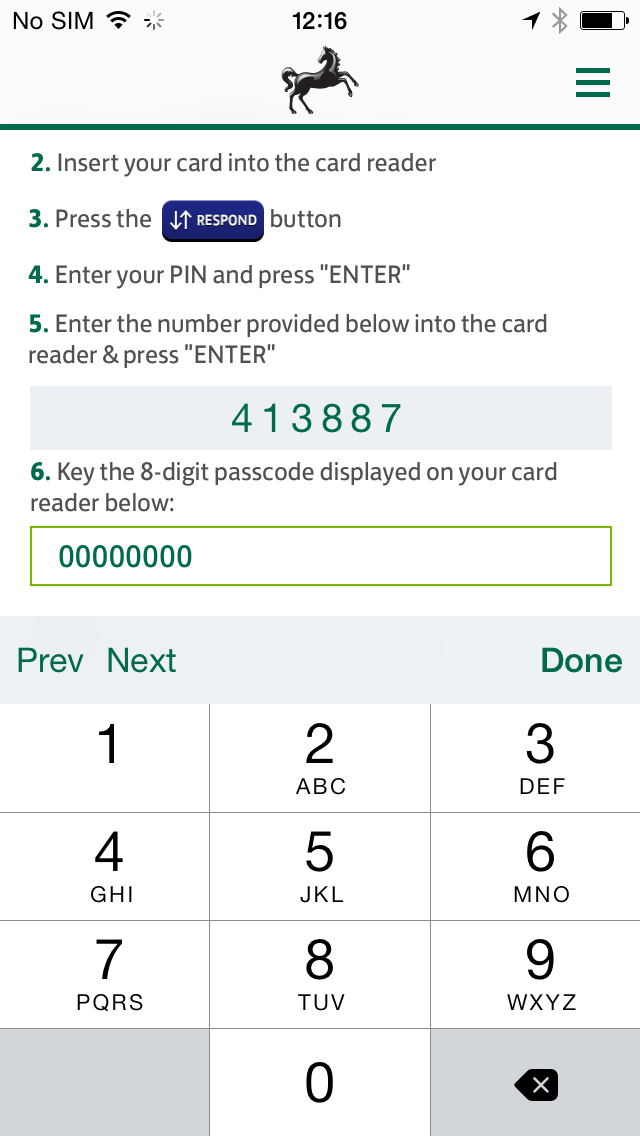 No SIM 12:16
2. Insert your card into the card reader
3. Press the RESPOND button
4. Enter your PIN and press "ENTER"
5. Enter the number provided below into the card
reader & press "ENTER"
413887
6. Key the 8-digit passcode displayed on your card
reader below:
00000000
Prev Next Done
1 2 3
ABC DEF
4 5 6
GHI JKL MNO
7 8 9
PQRS TUV WXYZ
0